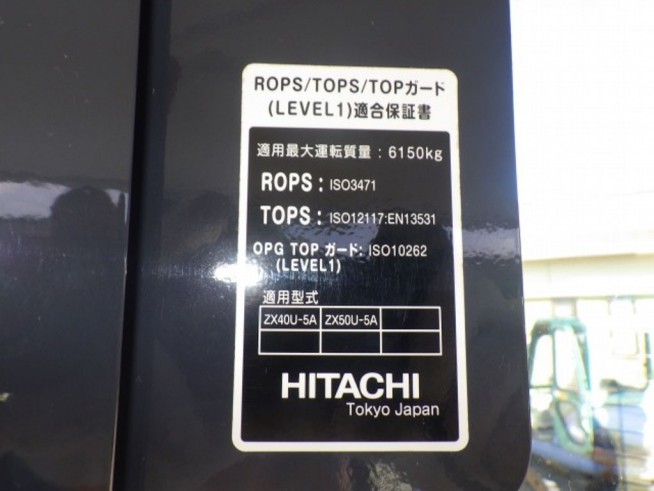 ROPS/TOPS/TOPガード
(LEVEL1)適合保証書
適用最大運転質量：6150kg
ROPS：ISO3471
TOPS：ISO12117:EN13531
OPG TOP ガード：ISO10262
(LEVEL1)
適用型式
ZX40U-5A ZX50U-5A
HITACHI
Tokyo Japan